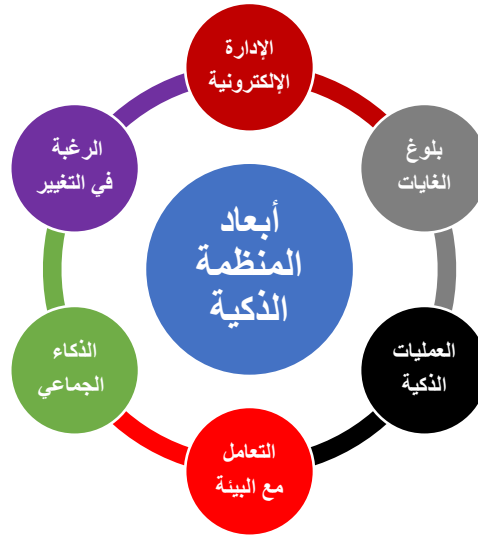 الإدارة
الإلكترونية
بلوغ
الغايات
العمليات
الذكية
التعامل
مع البيئة
الذكاء
الجماعي
الرغبة
في التغيير
أبعاد
المنظمة
الذكية